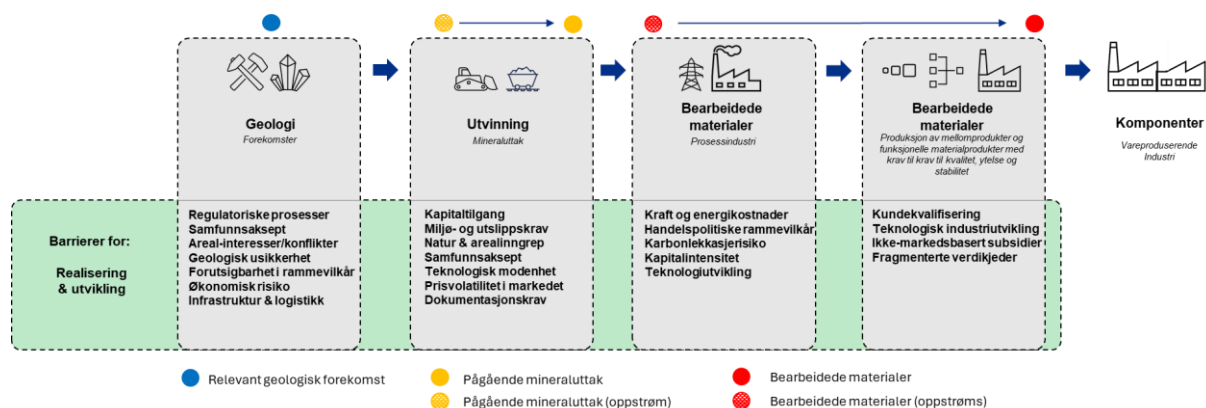 Geologi
Forekomster
Utvinning
Mineraluttak
Bearbeidede
materialer
Prosessindustri
Bearbeidede
materialer
Produksjon av mellomprodukter og
funksjonelle materialprodukter med
krav til krav til kvalitet, ytelse og
stabilitet
Komponenter
Vareproduserende
Industri
Barrierer for:
Realisering
& utvikling
Regulatoriske prosesser
Samfunnsaksept
Areal-interesser/konflikter
Geologisk usikkerhet
Forutsigbarhet i rammevilkår
Økonomisk risiko
Infrastruktur & logistikk
Kapitaltilgang
Miljø- og utslippskrav
Natur & arealinngrep
Samfunnsaksept
Teknologisk modenhet
Prisvolatilitet i markedet
Dokumentasjonskrav
Kraft og energikostnader
Handelspolitiske rammevilkår
Karbonlekkasjerisiko
Kapitalintensitet
Teknologiutvikling
Kundekvalifisering
Teknologisk industriutvikling
Ikke-markedsbasert subsidier
Fragmenterte verdikjeder
Relevant geologisk forekomst
Pågående mineraluttak
Bearbeidede materialer
Pågående mineraluttak (oppstrøm)
Bearbeidede materialer (oppstrøms)